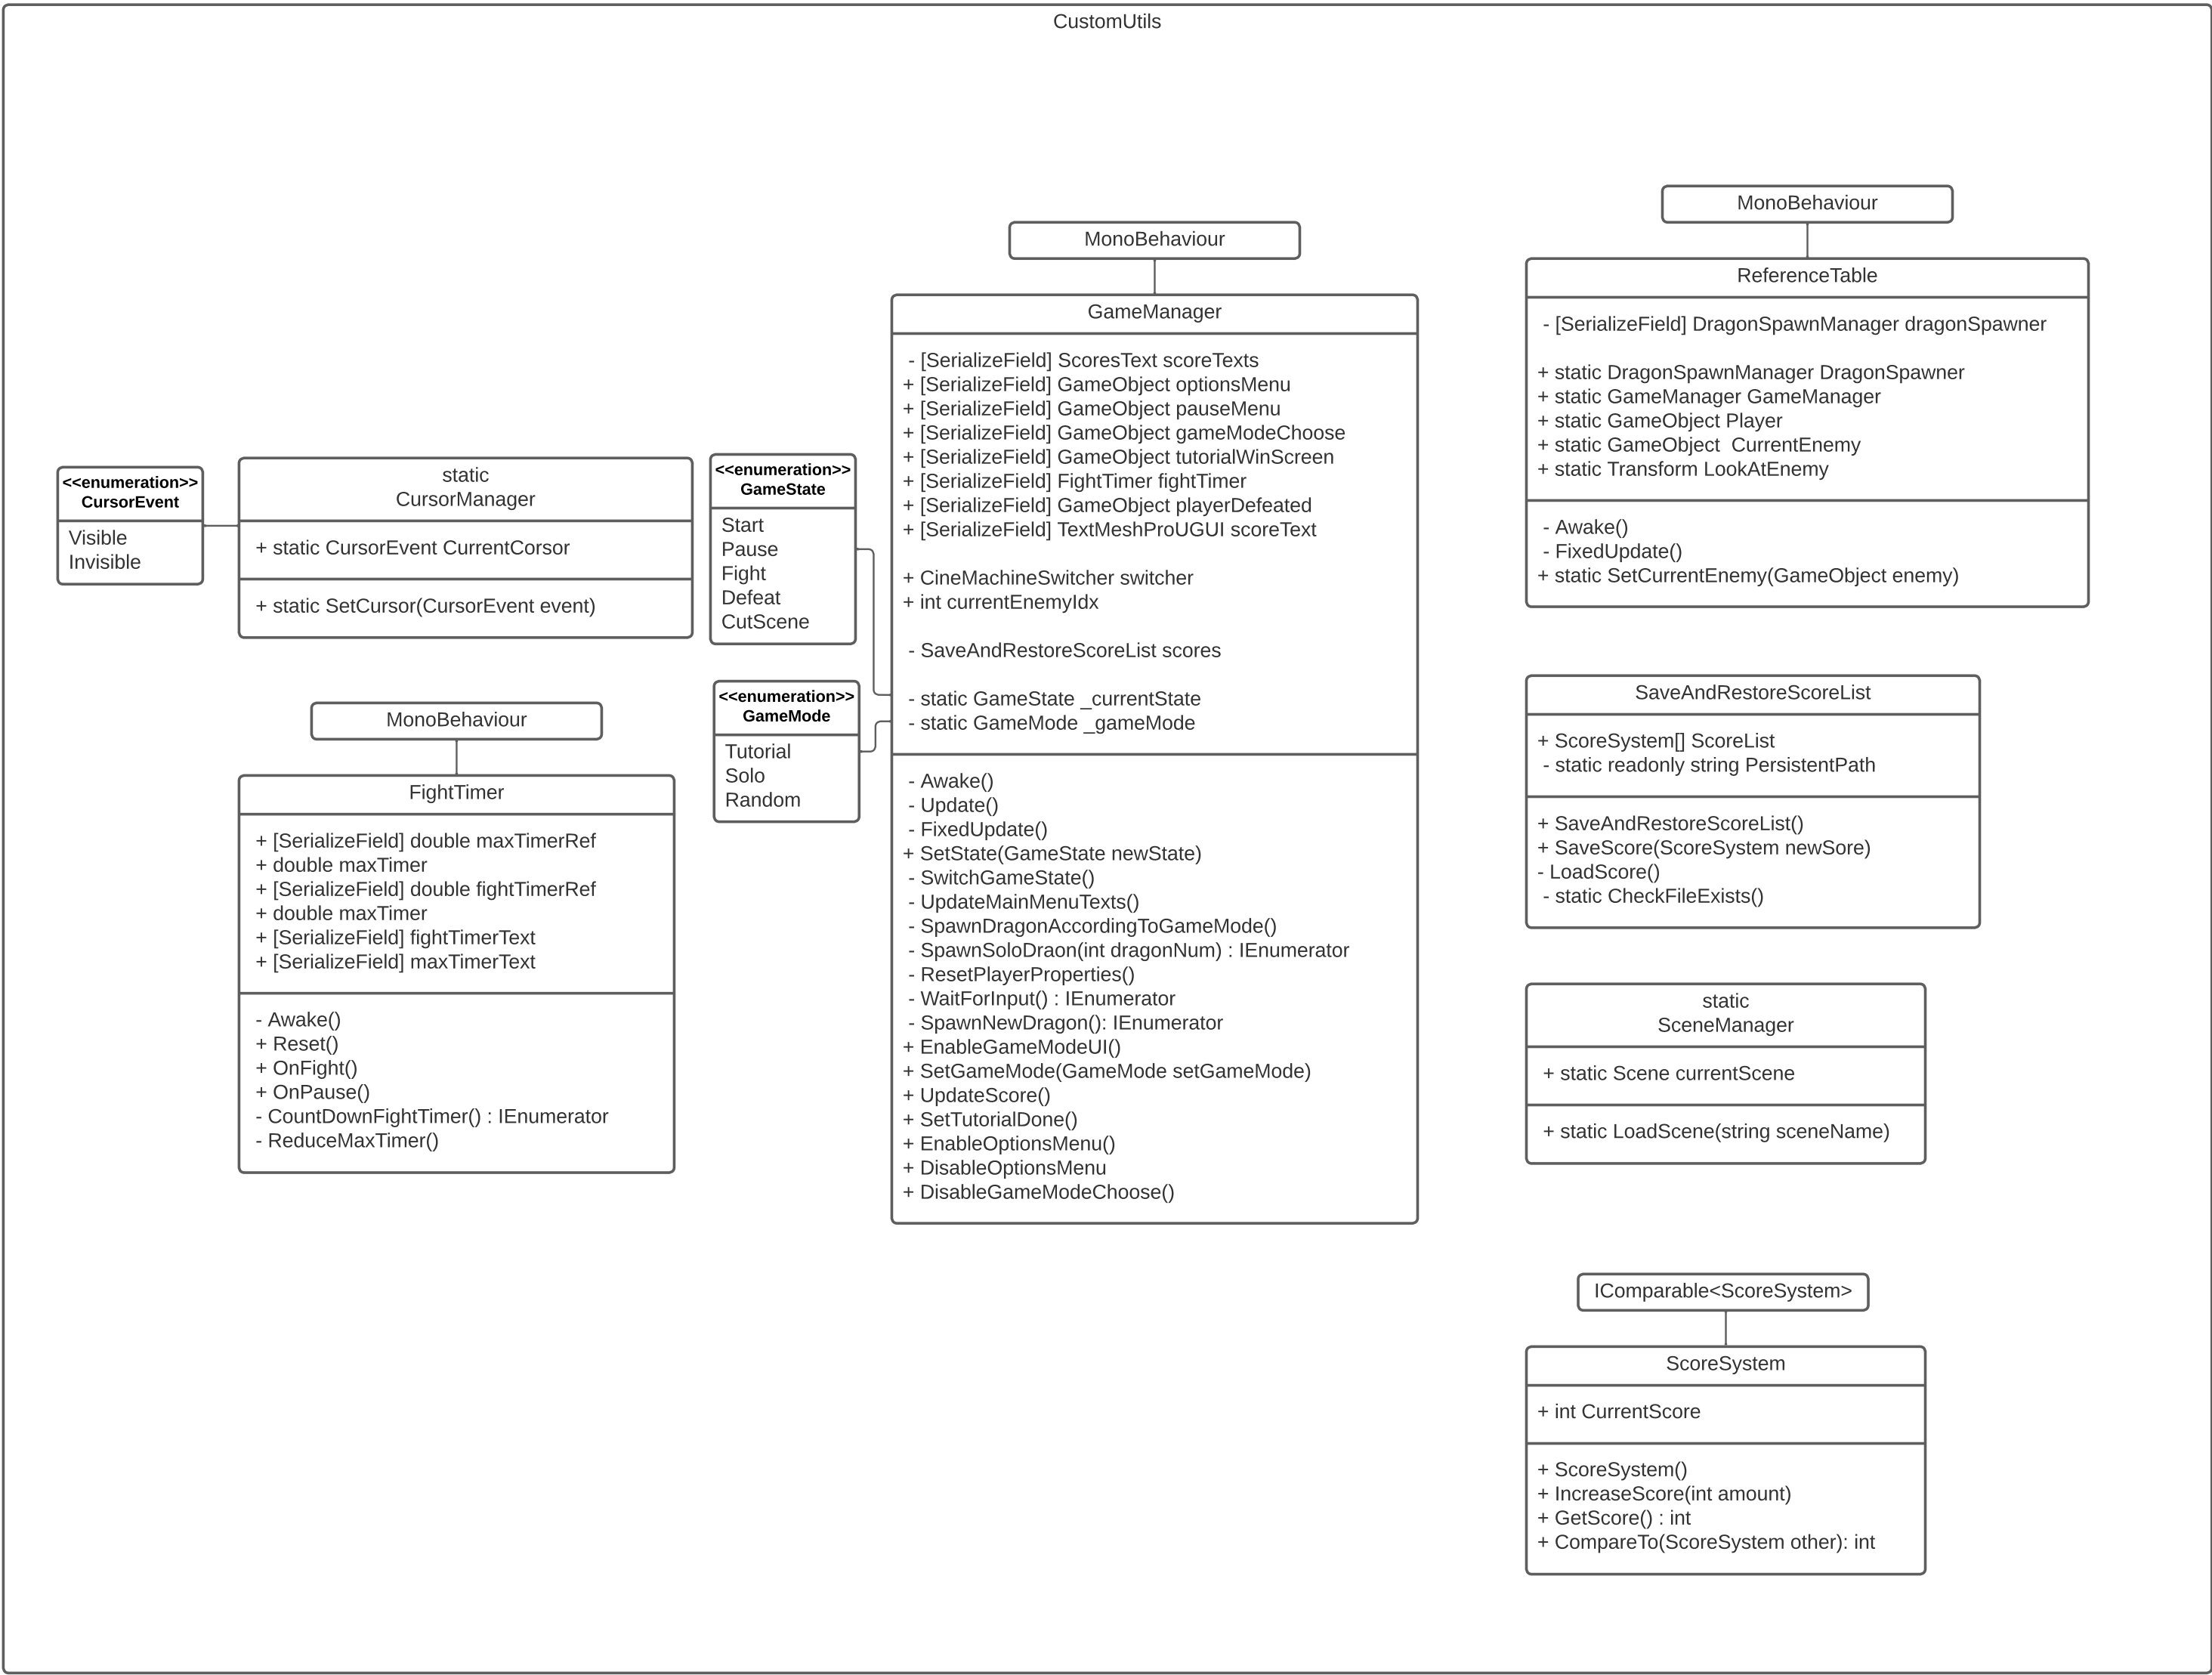 CustomUtils
<<enumeration>>
CursorEvent
Visible
Invisible
static
CursorManager
+ static CursorEvent CurrentCorsor
+ static SetCursor(CursorEvent event)
MonoBehaviour
FightTimer
+ [SerializeField] double maxTimerRef
+ double maxTimer
+ [SerializeField] double fightTimerRef
+ double maxTimer
+ [SerializeField] fightTimerText
+ [SerializeField] maxTimerText
- Awake()
+ Reset()
+ OnFight()
+ OnPause()
- CountDownFightTimer() : IEnumerator
- ReduceMaxTimer()
<<enumeration>>
GameState
Start
Pause
Fight
Defeat
CutScene
<<enumeration>>
GameMode
Tutorial
Solo
Random
MonoBehaviour
GameManager
- [SerializeField] ScoresText scoreTexts
+ [SerializeField] GameObject optionsMenu
+ [SerializeField] GameObject pauseMenu
+ [SerializeField] GameObject gameModeChoose
+ [SerializeField] GameObject tutorialWinScreen
+ [SerializeField] FightTimer fightTimer
+ [SerializeField] GameObject playerDefeated
+ [SerializeField] TextMeshProUGUI scoreText
+ CineMachineSwitcher switcher
+ int currentEnemyIdx
- SaveAndRestoreScoreList scores
- static GameState _currentState
- static GameMode _gameMode
- Awake()
- Update()
- FixedUpdate()
+ SetState(GameState newState)
- SwitchGameState()
- UpdateMainMenuTexts()
- SpawnDragonAccordingToGameMode()
- SpawnSoloDraon(int dragonNum) : IEnumerator
- ResetPlayerProperties()
- WaitForInput() : IEnumerator
- SpawnNewDragon(): IEnumerator
+ EnableGameModeUI()
+ SetGameMode(GameMode setGameMode)
+ UpdateScore()
+ SetTutorialDone()
+ EnableOptionsMenu()
+ DisableOptionsMenu
+ DisableGameModeChoose()
MonoBehaviour
ReferenceTable
- [SerializeField] DragonSpawnManager dragonSpawner
+ static DragonSpawnManager DragonSpawner
+ static GameManager GameManager
+ static GameObject Player
+ static GameObject  CurrentEnemy
+ static Transform LookAtEnemy
- Awake()
- FixedUpdate()
+ static SetCurrentEnemy(GameObject enemy)
SaveAndRestoreScoreList
+ ScoreSystem[] ScoreList
- static readonly string PersistentPath
+ SaveAndRestoreScoreList()
+ SaveScore(ScoreSystem newSore)
- LoadScore()
- static CheckFileExists()
static
SceneManager
+ static Scene currentScene
+ static LoadScene(string sceneName)
IComparable<ScoreSystem>
ScoreSystem
+ int CurrentScore
+ ScoreSystem()
+ IncreaseScore(int amount)
+ GetScore() : int
+ CompareTo(ScoreSystem other): int